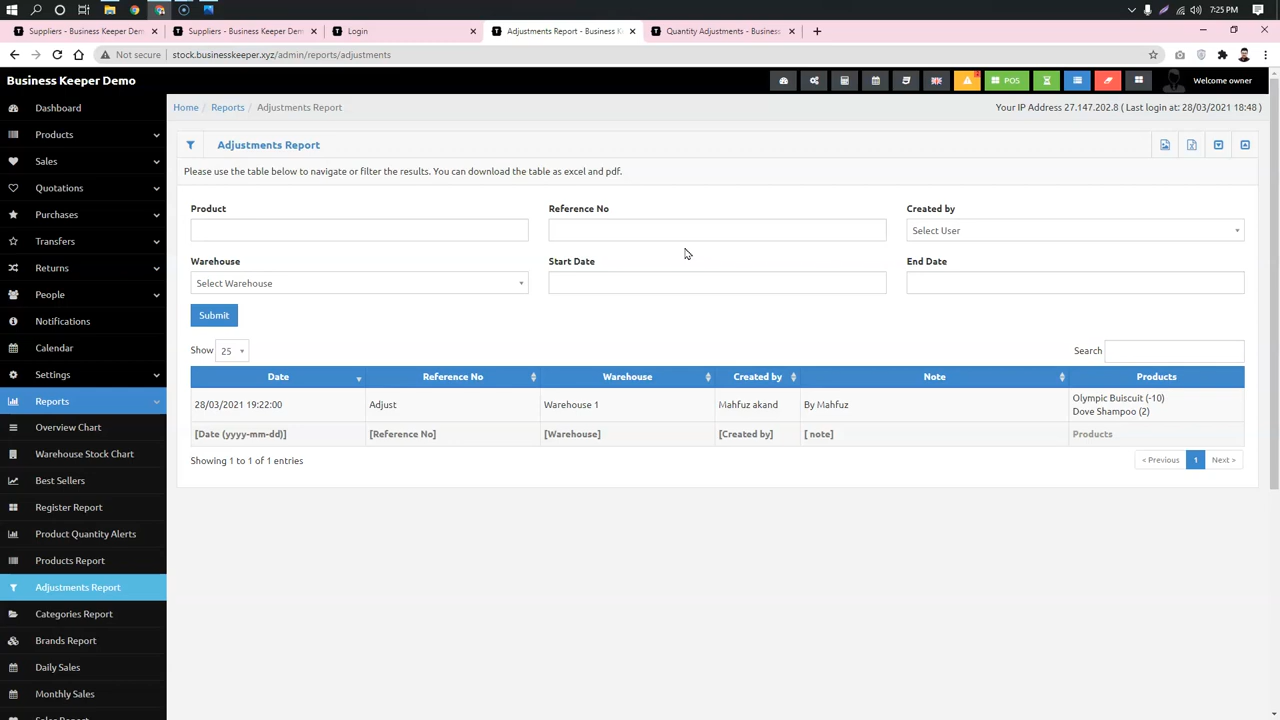 7:25 PM
Suppliers - Business Keeper Demo
Suppliers - Business Keeper Demo
Login
Adjustments Report - Business K
Quantity Adjustments - Business
Not secure
stock.businesskeeper.xyz/admin/reports/adjustments
Business Keeper Demo
POS
Welcome owner
Home / Reports / Adjustments Report
Your IP Address 27.147.202.8 ( Last login at: 28/03/2021 18:48 )
Dashboard
Products
Sales
Quotations
Purchases
Transfers
Returns
People
Notifications
Calendar
Settings
Reports
Overview Chart
Warehouse Stock Chart
Best Sellers
Register Report
Product Quantity Alerts
Products Report
Adjustments Report
Categories Report
Brands Report
Daily Sales
Monthly Sales
Sales Report
Adjustments Report
Please use the table below to navigate or filter the results. You can download the table as excel and pdf.
Product
Reference No
Created by
Select User
Warehouse
Start Date
End Date
Select Warehouse
Submit
Show 25
Search
Date
Reference No
Warehouse
Created by
Note
Products
28/03/2021 19:22:00
Adjust
Warehouse 1
Mahfuz akand
By Mahfuz
Olympic Buiscuit (-10)
Dove Shampoo (2)
[Date (yyyy-mm-dd)]
[Reference No]
[Warehouse]
[Created by]
[ note]
Products
Showing 1 to 1 of 1 entries
< Previous 1 Next >